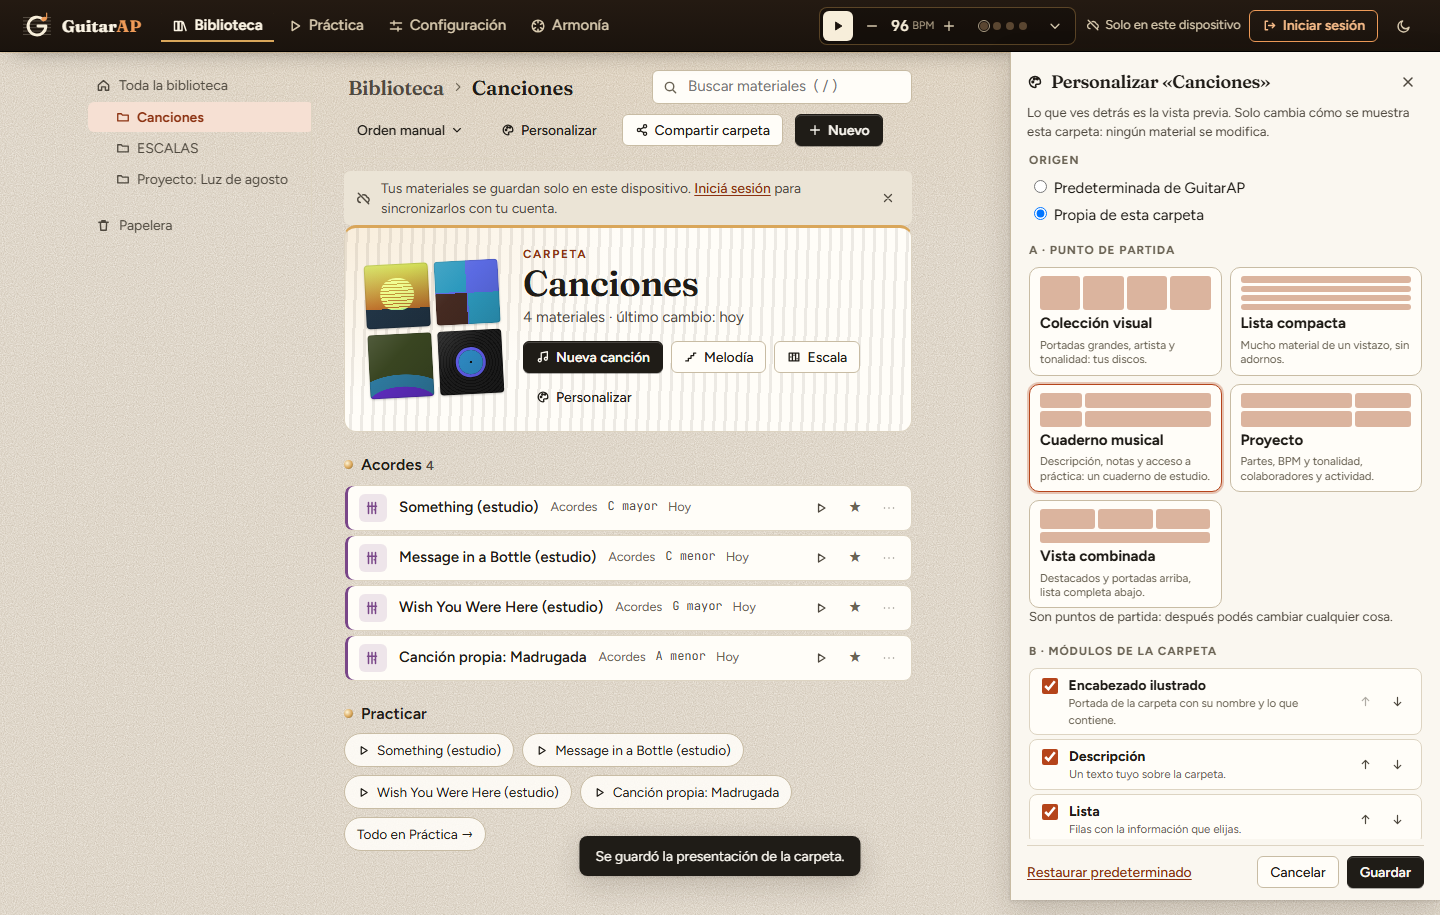 GuitarAP
Biblioteca
Práctica
Configuración
Armonía
96 BPM
Solo en este dispositivo
Iniciar sesión
Toda la biblioteca
Canciones
ESCALAS
Proyecto: Luz de agosto
Papelera
Biblioteca > Canciones
Buscar materiales ( / )
Orden manual
Personalizar
Compartir carpeta
+ Nuevo
Tus materiales se guardan solo en este dispositivo. Iniciá sesión para
sincronizarlos con tu cuenta.
CARPETA
Canciones
4 materiales · último cambio: hoy
Nueva canción
Melodía
Escala
Personalizar
Acordes 4
Something (estudio) Acordes C mayor Hoy
Message in a Bottle (estudio) Acordes C menor Hoy
Wish You Were Here (estudio) Acordes G mayor Hoy
Canción propia: Madrugada Acordes A menor Hoy
Practicar
Something (estudio)
Message in a Bottle (estudio)
Wish You Were Here (estudio)
Canción propia: Madrugada
Todo en Práctica →
Se guardó la presentación de la carpeta.
Personalizar «Canciones»
Lo que ves detrás es la vista previa. Solo cambia cómo se muestra
esta carpeta: ningún material se modifica.
ORIGEN
Predeterminada de GuitarAP
Propia de esta carpeta
A · PUNTO DE PARTIDA
Colección visual
Portadas grandes, artista y
tonalidad: tus discos.
Lista compacta
Mucho material de un vistazo, sin
adornos.
Cuaderno musical
Descripción, notas y acceso a
práctica: un cuaderno de estudio.
Proyecto
Partes, BPM y tonalidad,
colaboradores y actividad.
Vista combinada
Destacados y portadas arriba,
lista completa abajo.
Son puntos de partida: después podés cambiar cualquier cosa.
B · MÓDULOS DE LA CARPETA
Encabezado ilustrado
Portada de la carpeta con su nombre y lo que
contiene.
Descripción
Un texto tuyo sobre la carpeta.
Lista
Filas con la información que elijas.
Restaurar predeterminado
Cancelar
Guardar